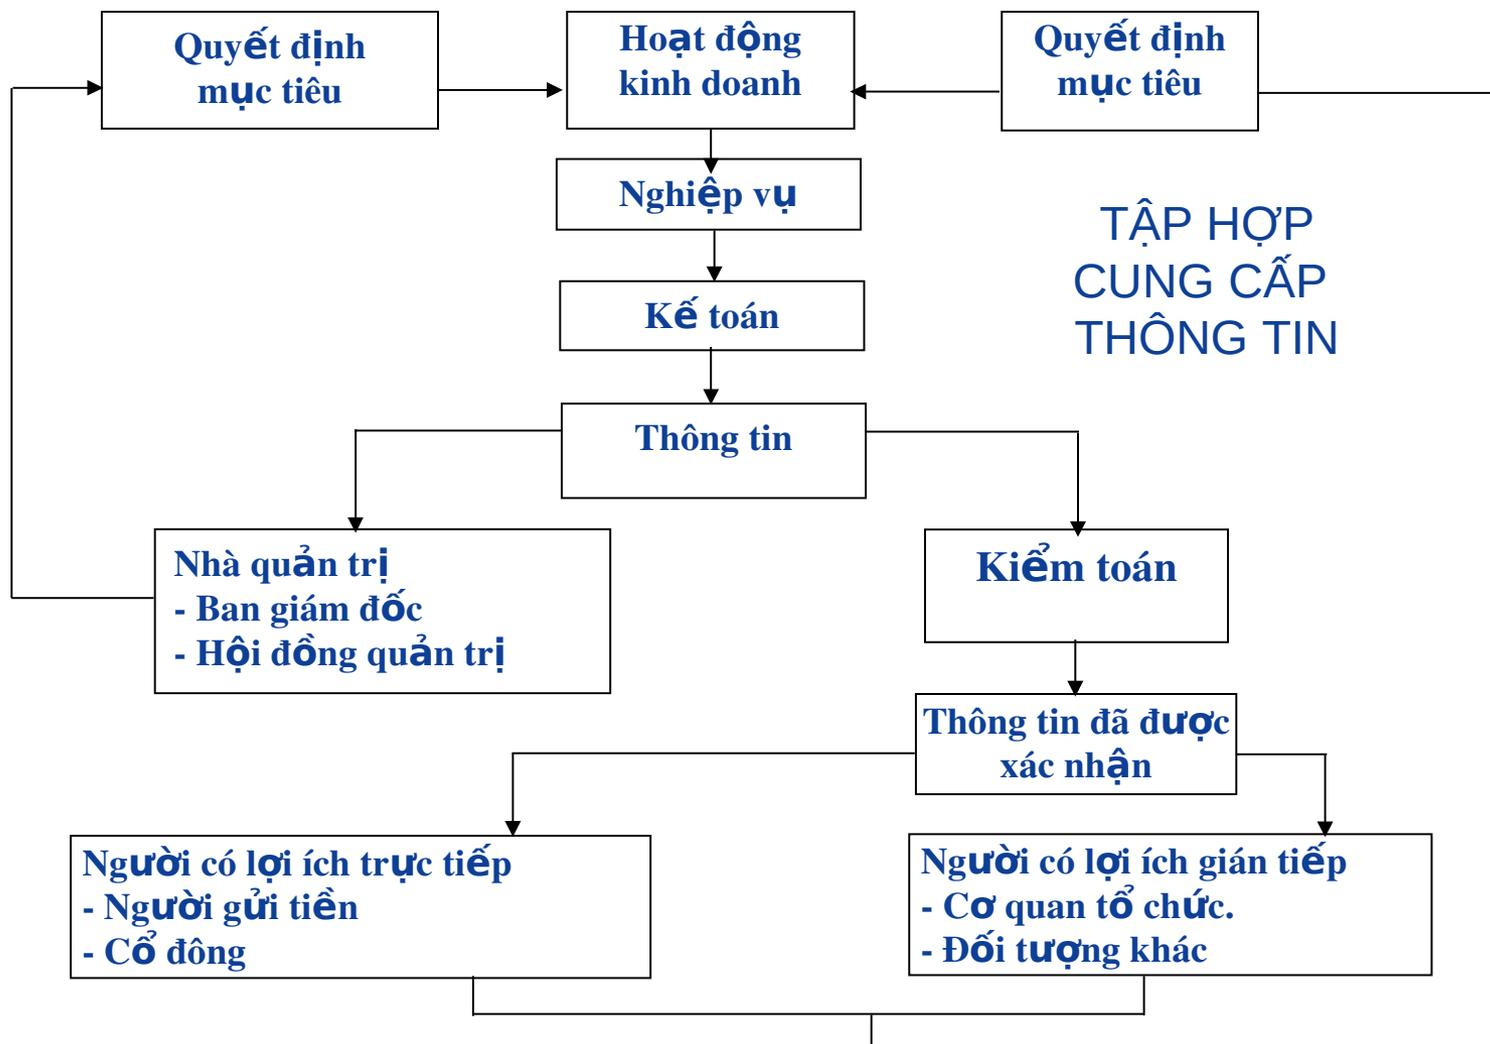 Quyết định
mục tiêu
Hoạt động
kinh doanh
Quyết định
mục tiêu
Nghiệp vụ
TẬP HỢP
CUNG CẤP
THÔNG TIN
Kế toán
Thông tin
Nhà quản trị
- Ban giám đốc
- Hội đồng quản trị
Kiểm toán
Thông tin đã được
xác nhận
Người có lợi ích trực tiếp
- Người gửi tiền
- Cổ đông
Người có lợi ích gián tiếp
- Cơ quan tổ chức.
- Đối tượng khác